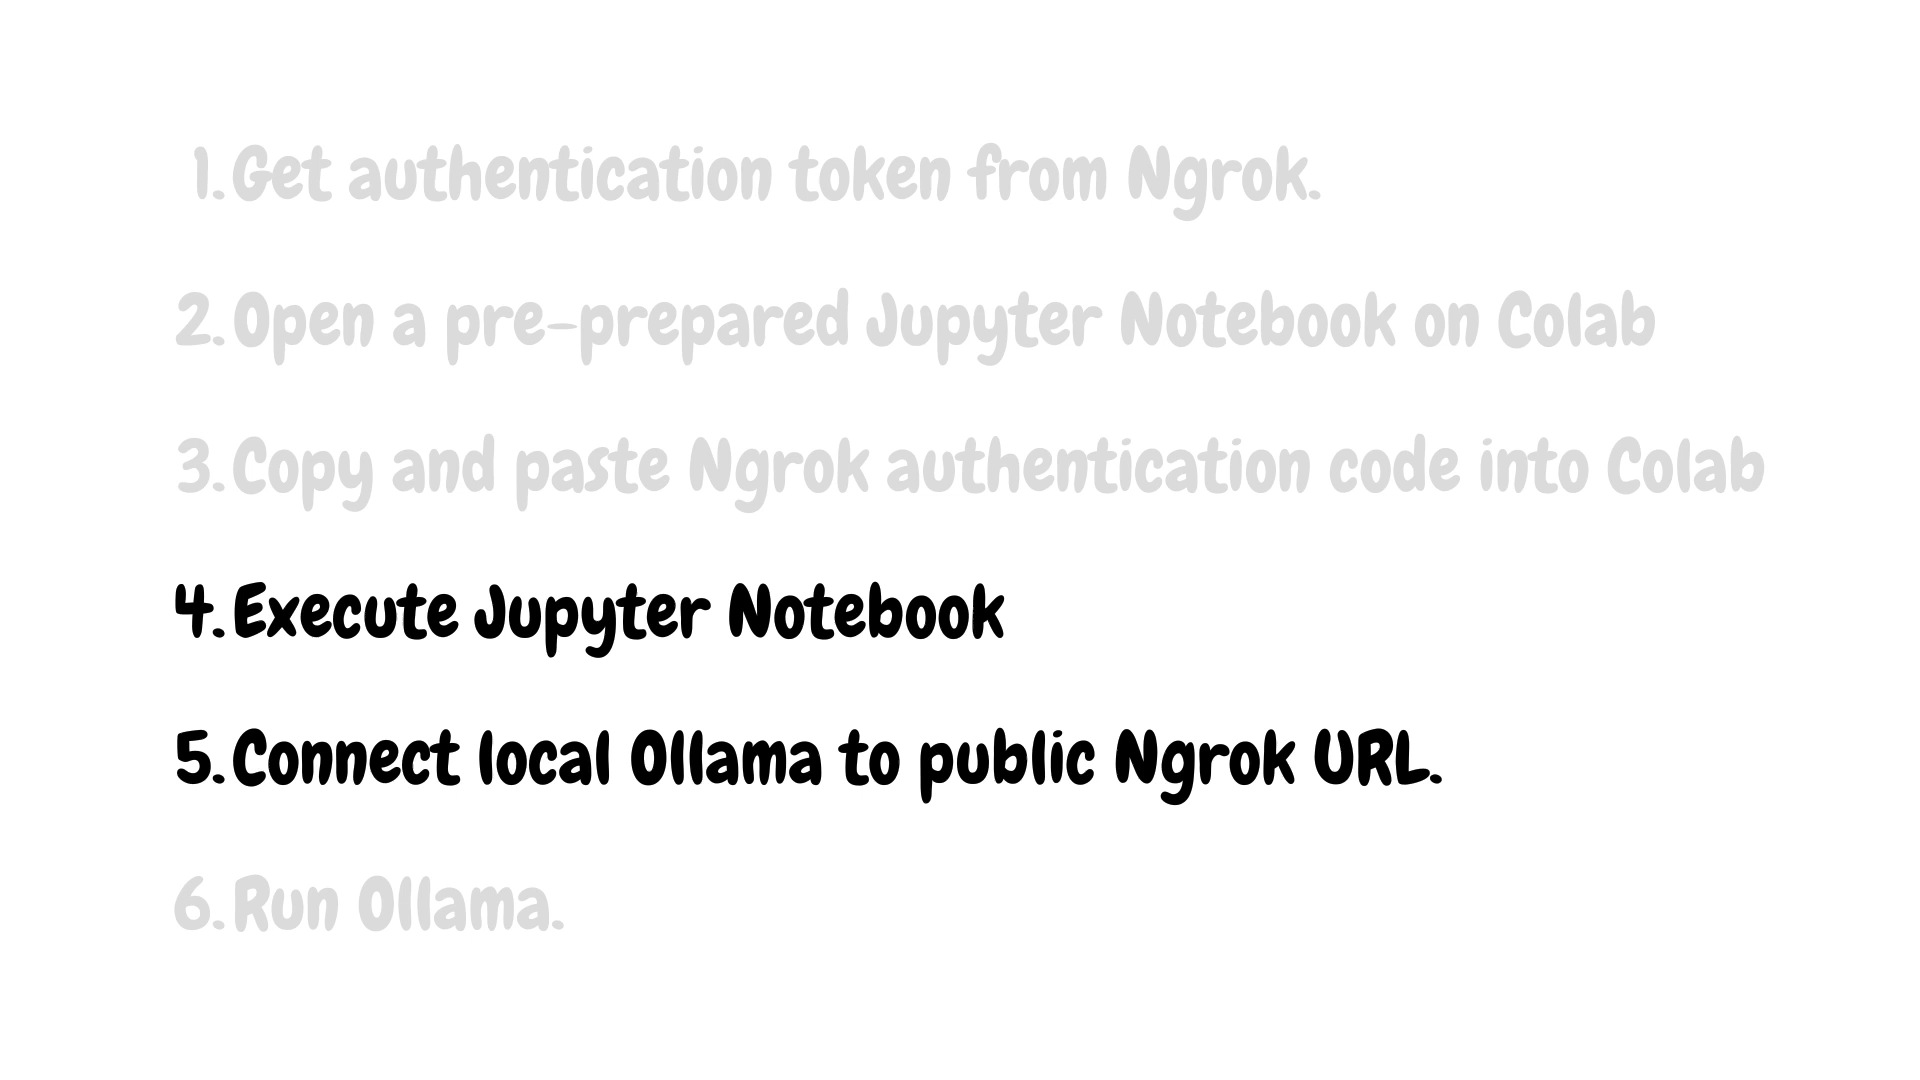 1. Get authentication token from Ngrok.
2. Open a pre-prepared Jupyter Notebook on Colab
3. Copy and paste Ngrok authentication code into Colab
4. Execute Jupyter Notebook
5. Connect local Ollama to public Ngrok URL.
6. Run Ollama.